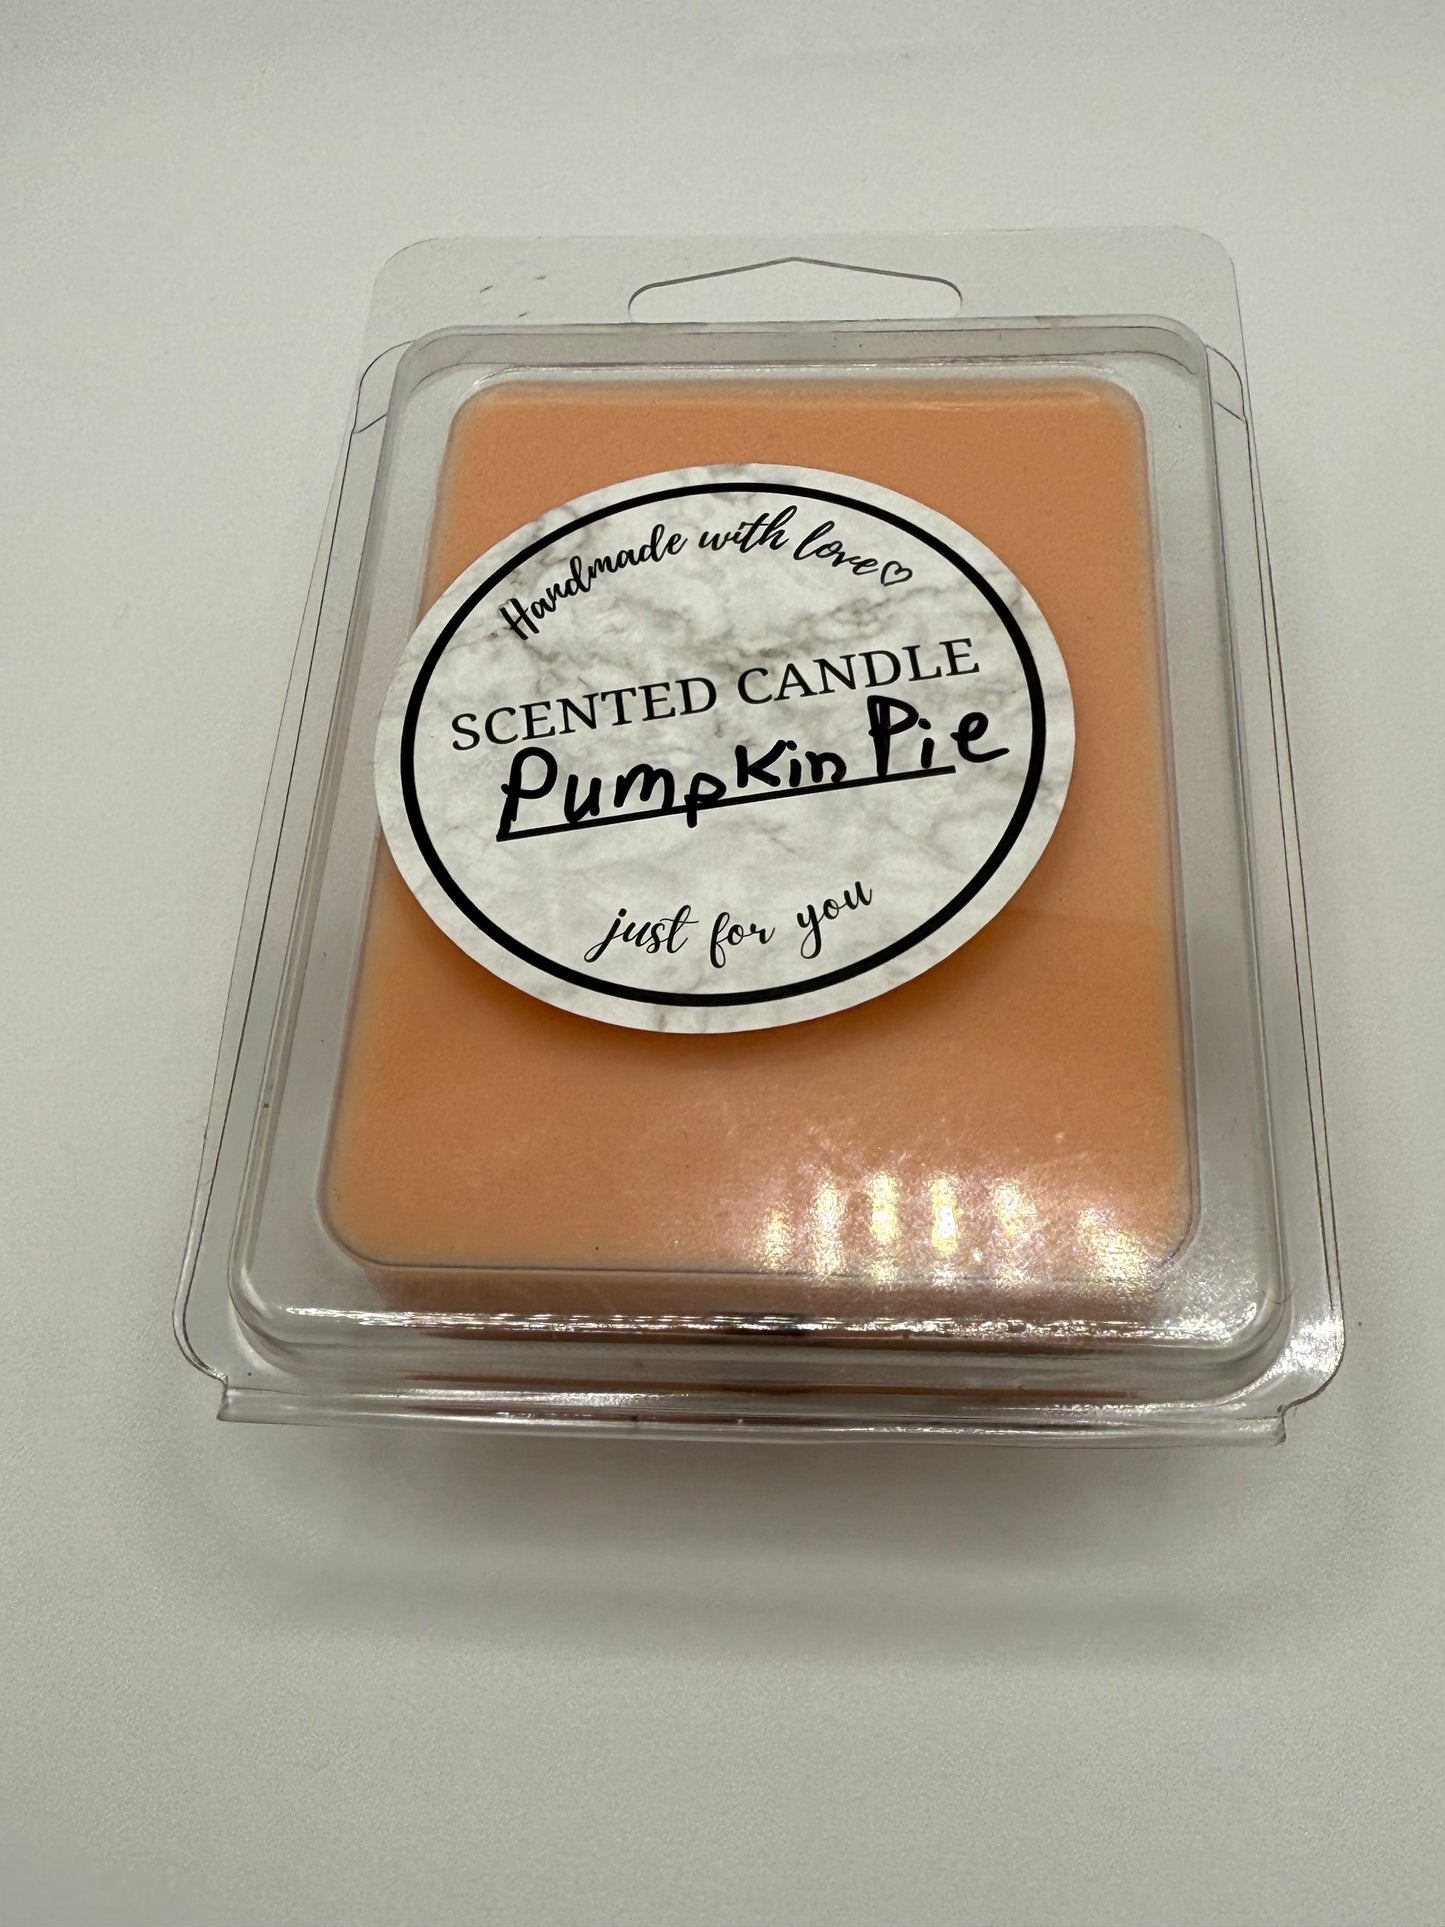 Handmade with love♡
SCENTED CANDLE
Pumpkin Pie
just for you